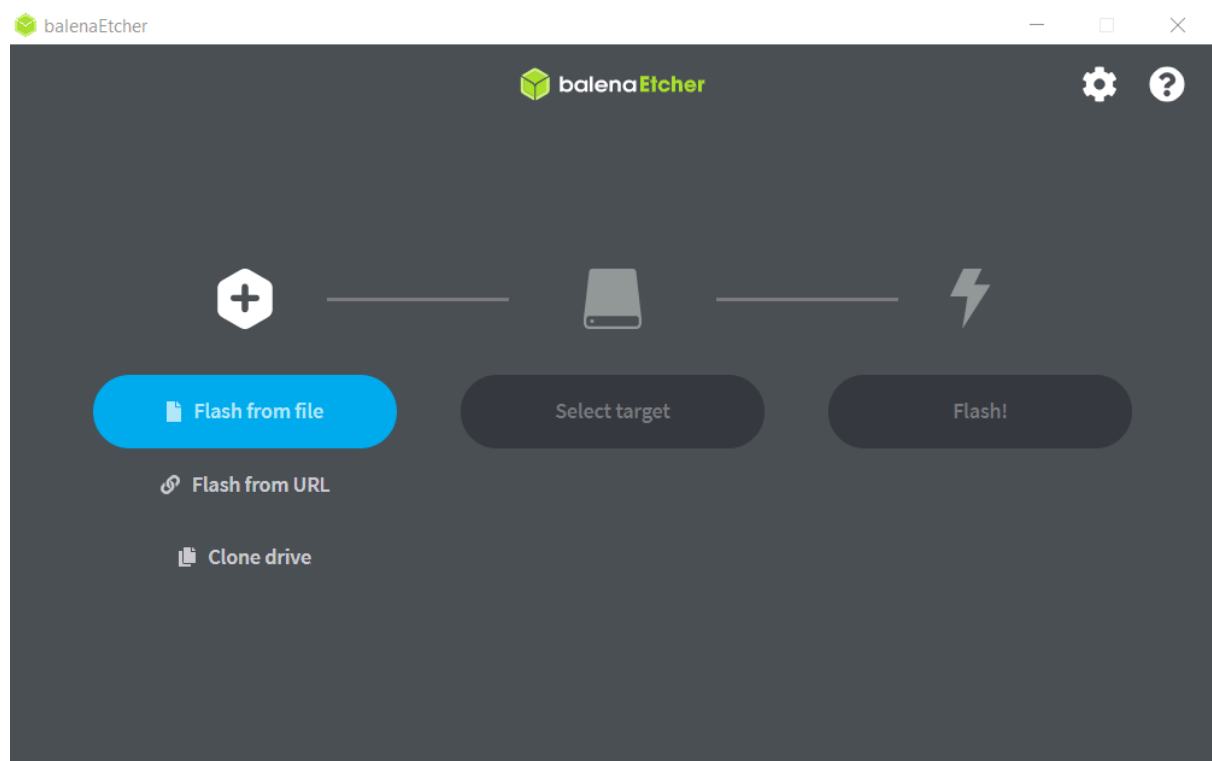 balenaEtcher
balenaEtcher
Flash from file
Select target
Flash!
Flash from URL
Clone drive